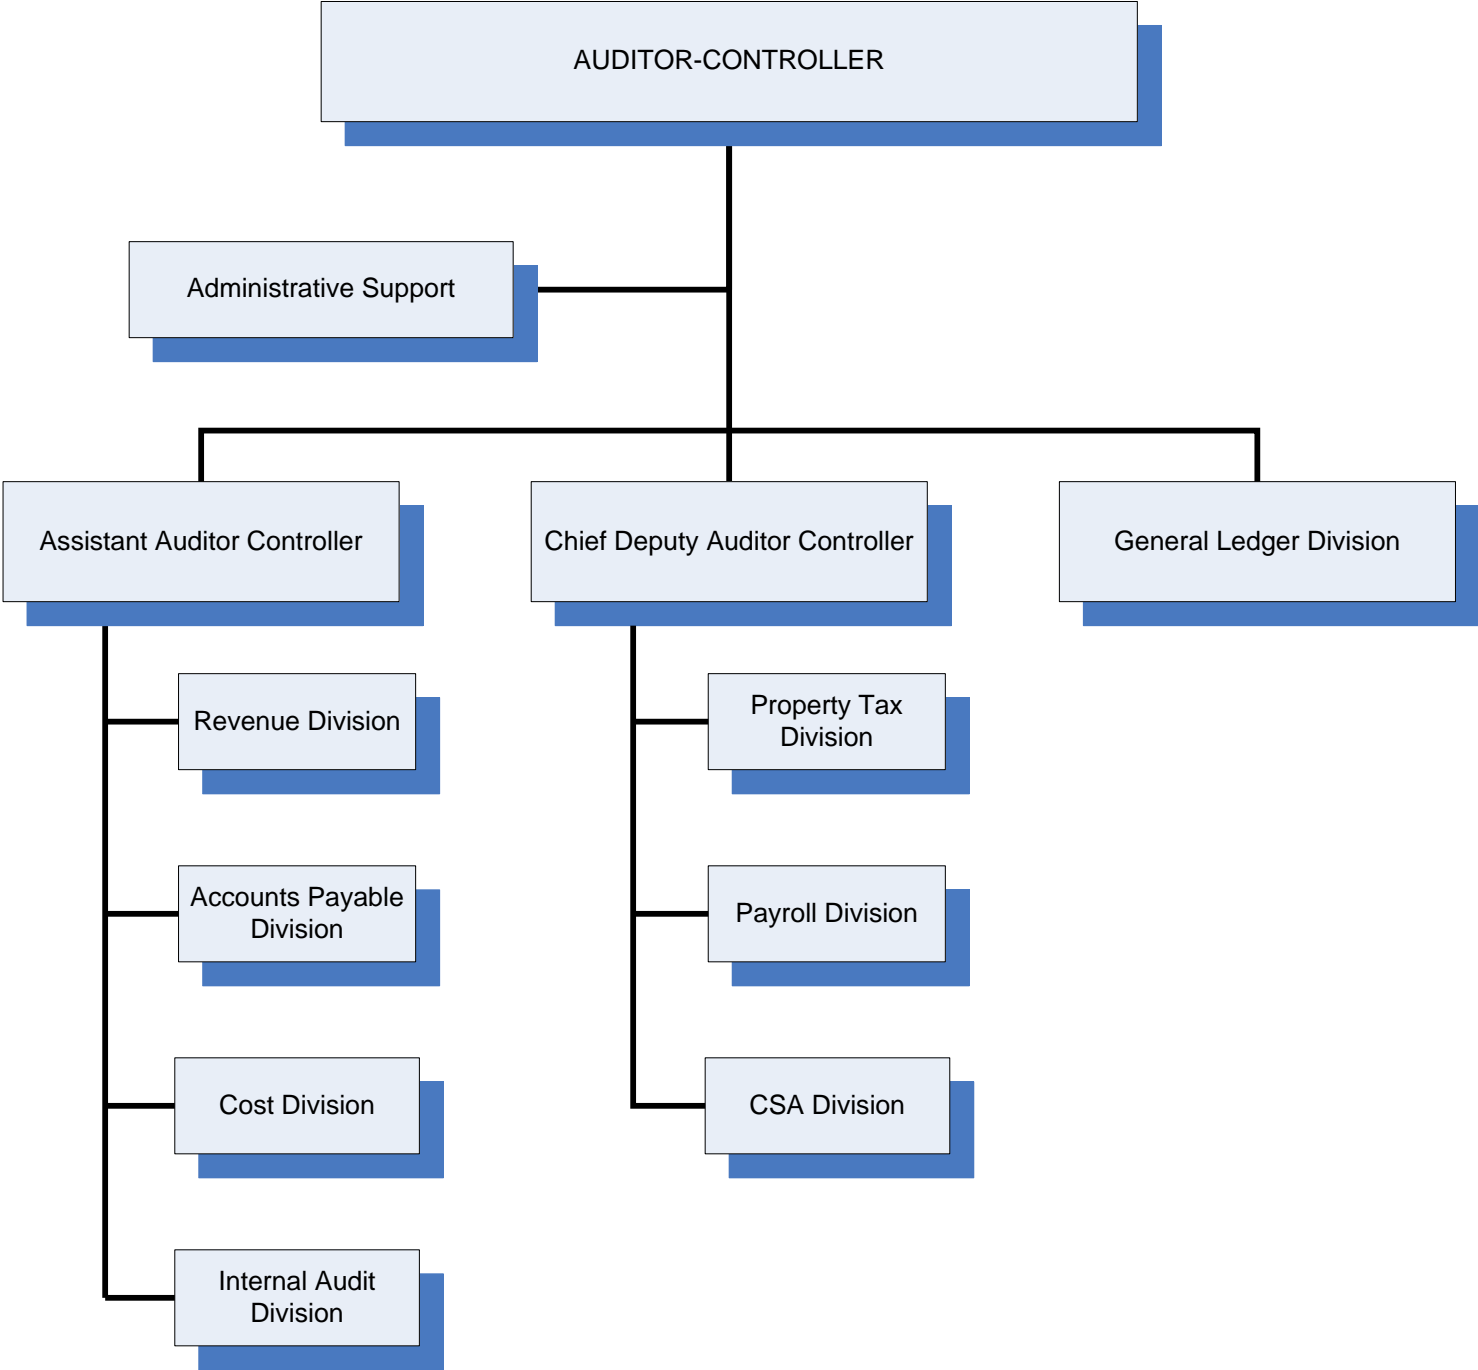 AUDITOR-CONTROLLER
Administrative Support
Assistant Auditor Controller
Chief Deputy Auditor Controller
General Ledger Division
Revenue Division
Property Tax
Division
Accounts Payable
Division
Payroll Division
Cost Division
CSA Division
Internal Audit
Division